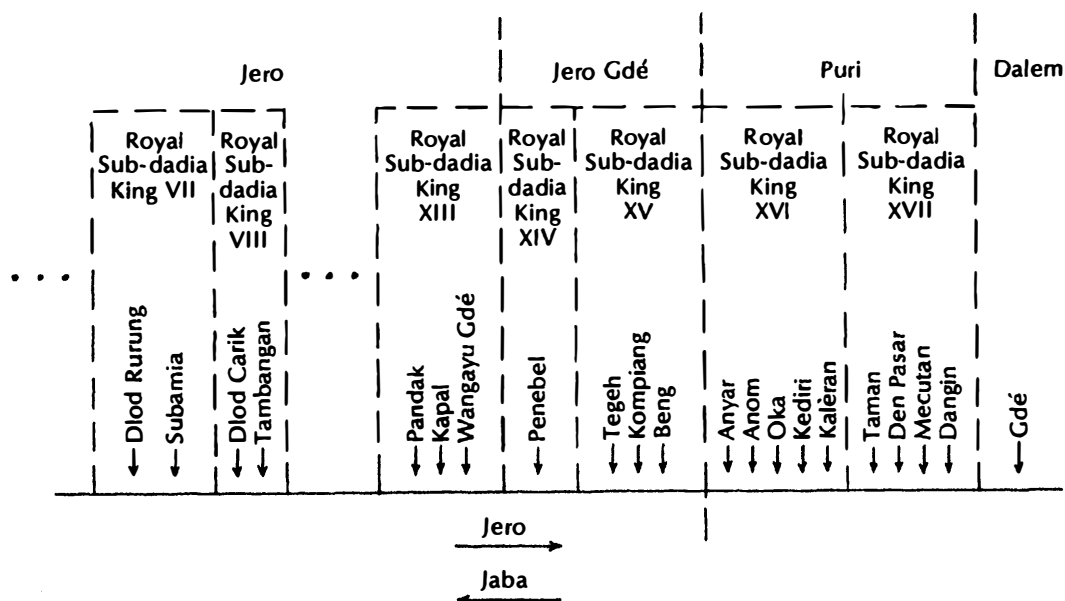 Jero
Jero Gdé
Puri
Dalem
Royal
Sub-dadia
King VII
Royal
Sub-
dadia
King
VIII
Royal
Sub-dadia
King
XIII
Royal
Sub-
dadia
King
XIV
Royal
Sub-dadia
King
XV
Royal
Sub-dadia
King
XVI
Royal
Sub-dadia
King
XVII
. . .
. . .
Dlod Rurung
Subamia
Dlod Carik
Tambangan
Pandak
Kapal
Wangayu Gdé
Penebel
Tegeh
Kompiang
Beng
Anyar
Anom
Oka
Kediri
Kalèran
Taman
Den Pasar
Mecutan
Dangin
Gdé
Jero
Jaba